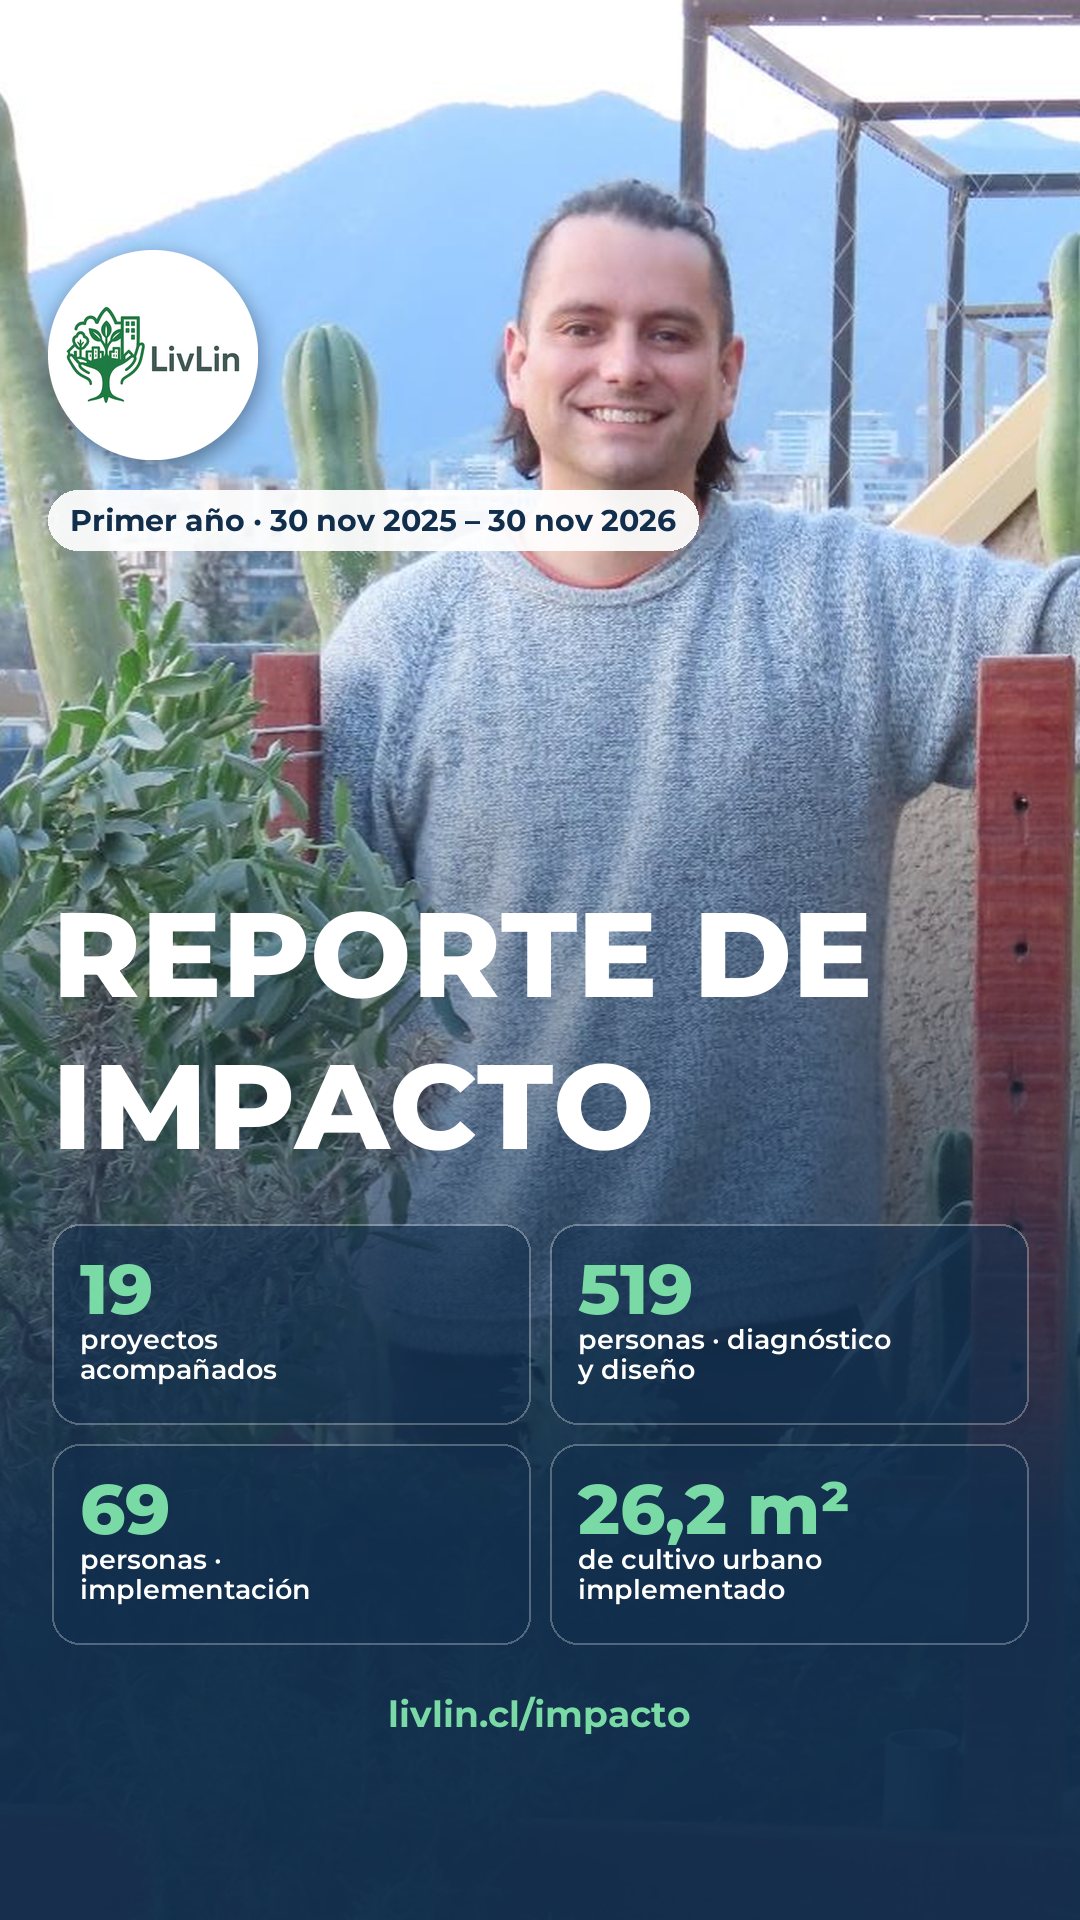 LivLin
Primer año · 30 nov 2025 – 30 nov 2026
REPORTE DE
IMPACTO
19
proyectos
acompañados
519
personas · diagnóstico
y diseño
69
personas ·
implementación
26,2 m²
de cultivo urbano
implementado
livlin.cl/impacto